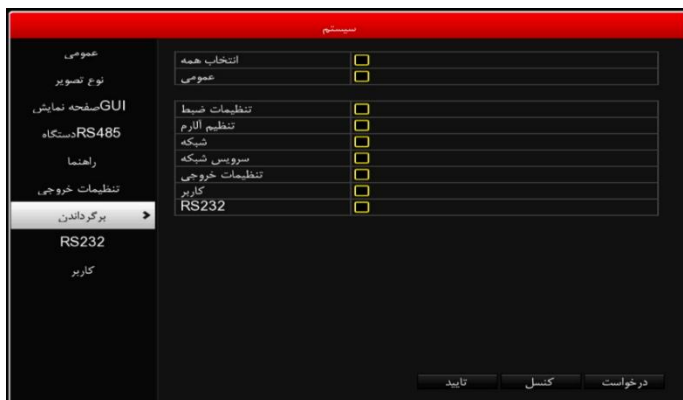 سیستم
عمومی
نوع تصویر
GUIصفحه نمایش
RS485دستگاه
راهنما
تنظیمات خروجی
برگرداندن
RS232
کاربر
انتخاب همه
عمومی
تنظیمات ضبط
تنظیم آلارم
شبکه
سرویس شبکه
تنظیمات خروجی
کاربر
RS232
درخواست کنسل تایید